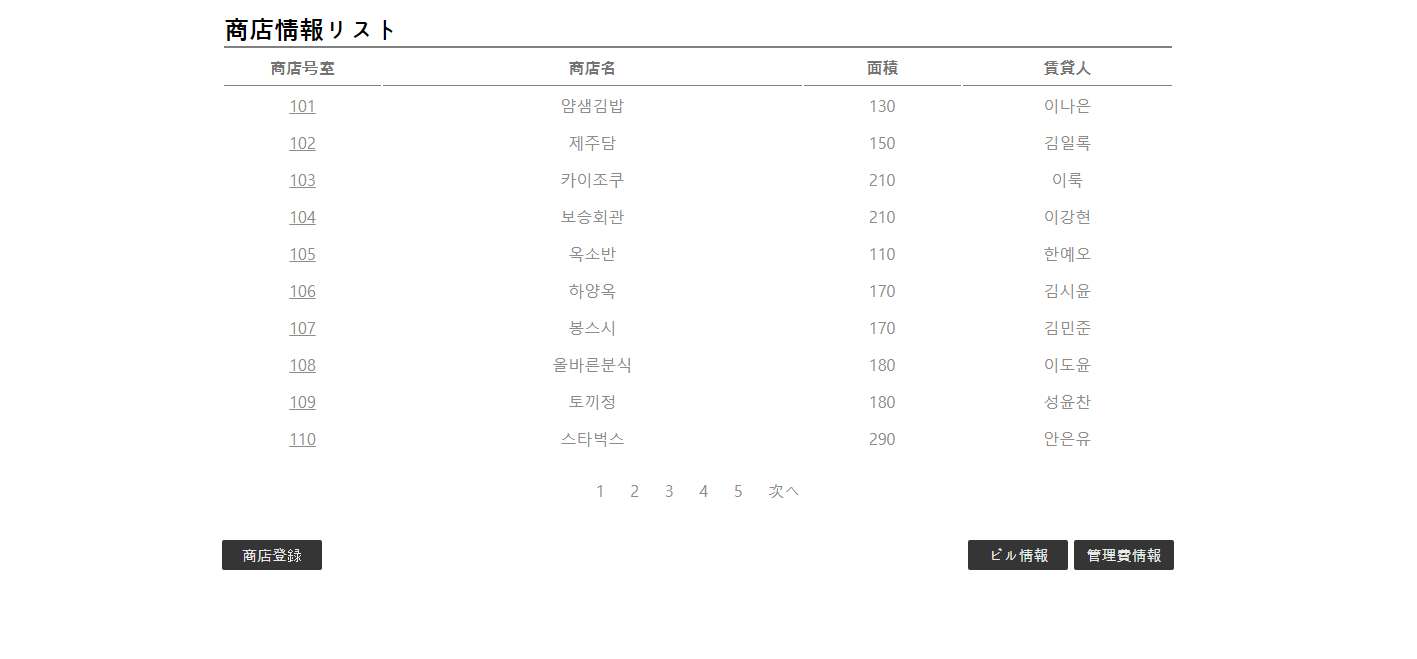 商店情報リスト
商店号室 商店名 面積 賃貸人
101 얌샘김밥 130 이나은
102 제주담 150 김일록
103 카이조쿠 210 이룩
104 보승회관 210 이강현
105 옥소반 110 한예오
106 하양옥 170 김시윤
107 봉스시 170 김민준
108 올바른분식 180 이도윤
109 토끼정 180 성윤찬
110 스타벅스 290 안은유
1 2 3 4 5 次へ
商店登録 ビル情報 管理費情報